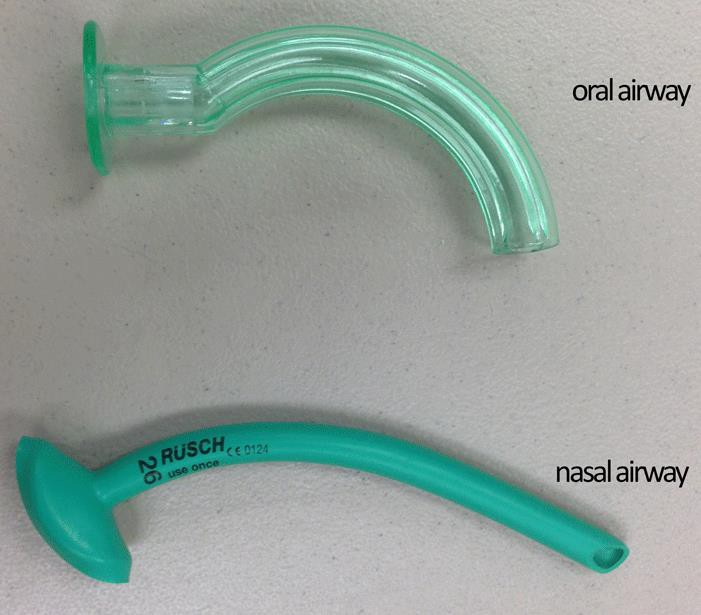 oral airway
26
RÜSCH CE 0124
use once
nasal airway